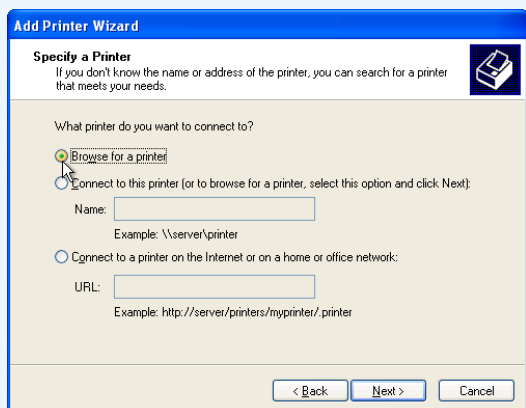 Add Printer Wizard
Specify a Printer
If you don't know the name or address of the printer, you can search for a printer
that meets your needs.
What printer do you want to connect to?
Browse for a printer
Connect to this printer (or to browse for a printer, select this option and click Next):
Name:
Example: \\server\printer
Connect to a printer on the Internet or on a home or office network:
URL:
Example: http://server/printers/myprinter/.printer
< Back
Next >
Cancel